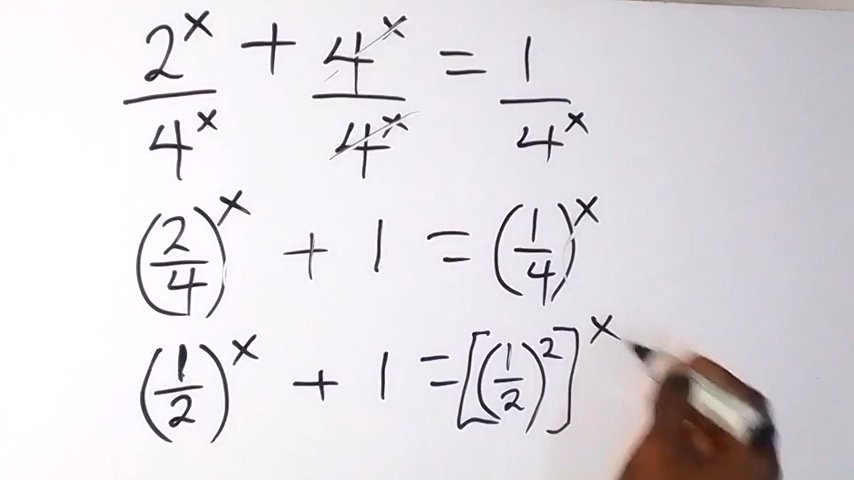 2^x/4^x + 4^x/4^x = 1/4^x
(2/4)^x + 1 = (1/4)^x
(1/2)^x + 1 = [(1/2)^2]^x